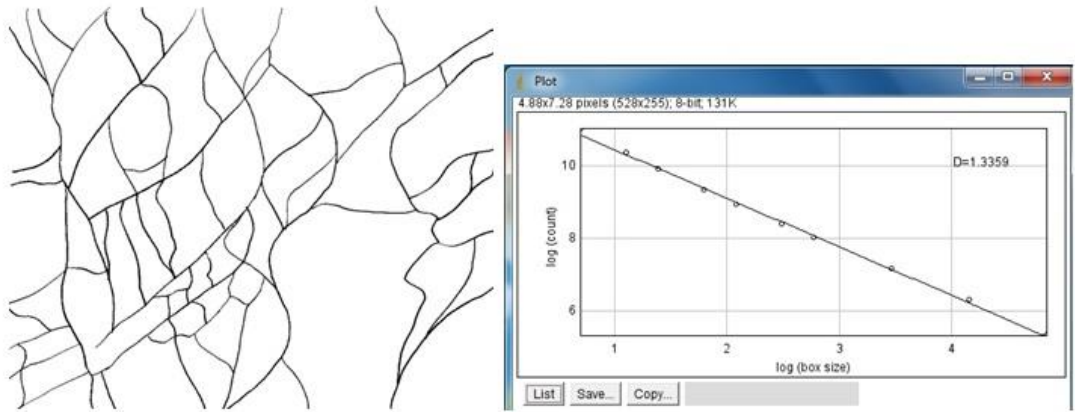 Plot
4.88x7.28 pixels (528x255); 8-bit; 131K
D=1.3359
10
8
6
log (count)
1 2 3 4
log (box size)
List Save... Copy...